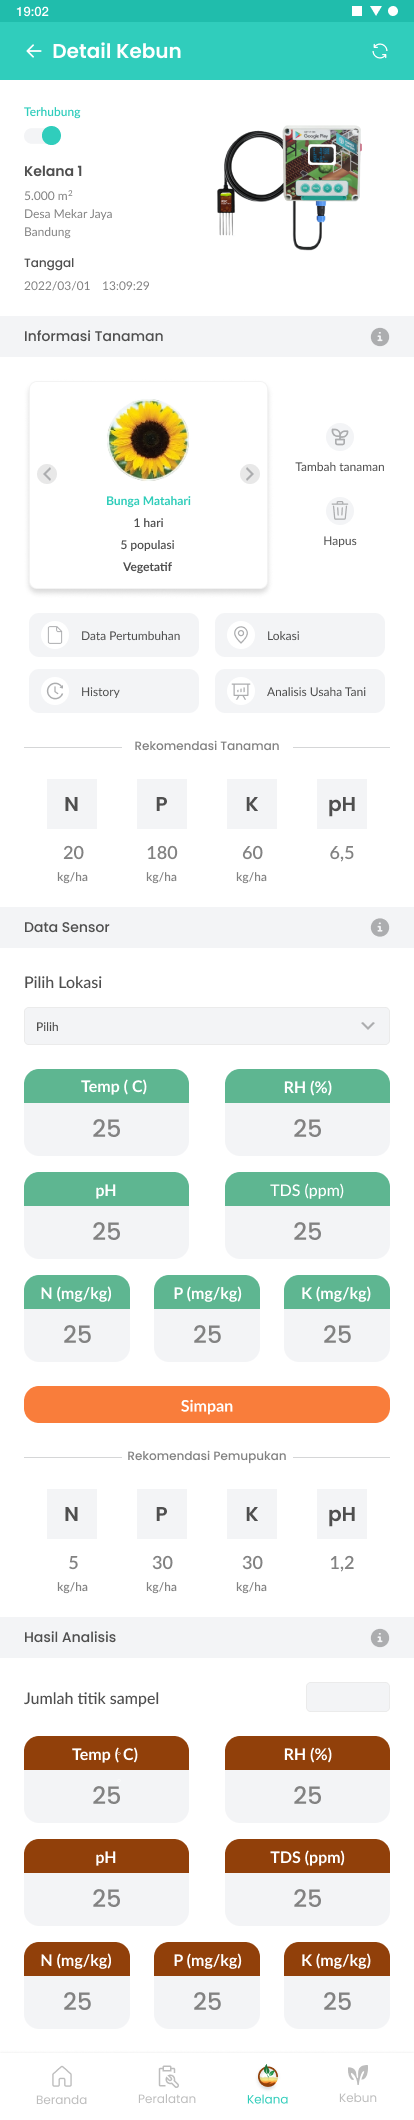 19:02
Detail Kebun
Terhubung
Kelana 1
5.000 m²
Desa Mekar Jaya
Bandung
Tanggal
2022/03/01 13:09:29
Google Play
Informasi Tanaman
Bunga Matahari
1 hari
5 populasi
Vegetatif
Tambah tanaman
Hapus
Data Pertumbuhan
Lokasi
History
Analisis Usaha Tani
Rekomendasi Tanaman
N P K pH
20 180 60 6,5
kg/ha kg/ha kg/ha
Data Sensor
Pilih Lokasi
Pilih
Temp ( C) RH (%)
25 25
pH TDS (ppm)
25 25
N (mg/kg) P (mg/kg) K (mg/kg)
25 25 25
Simpan
Rekomendasi Pemupukan
N P K pH
5 30 30 1,2
kg/ha kg/ha kg/ha
Hasil Analisis
Jumlah titik sampel
Temp (°C) RH (%)
25 25
pH TDS (ppm)
25 25
N (mg/kg) P (mg/kg) K (mg/kg)
25 25 25
Beranda Peralatan Kelana Kebun